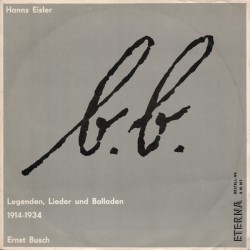 Hanns Eisler
b.b.
Legenden, Lieder und Balladen
1914-1934
Ernst Busch
ETERNA